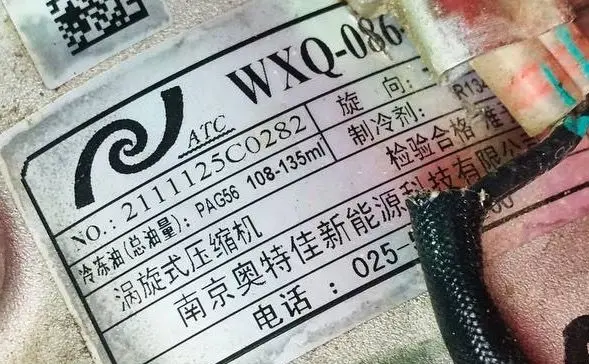 WXQ-086
ATC
旋 向:
NO.: 2111125C0282
制冷剂: R134
冷冻油(总油量): PAG56 108-135ml
检验合格 准
涡旋式压缩机
南京奥特佳新能源科技有限公
电话: 025-